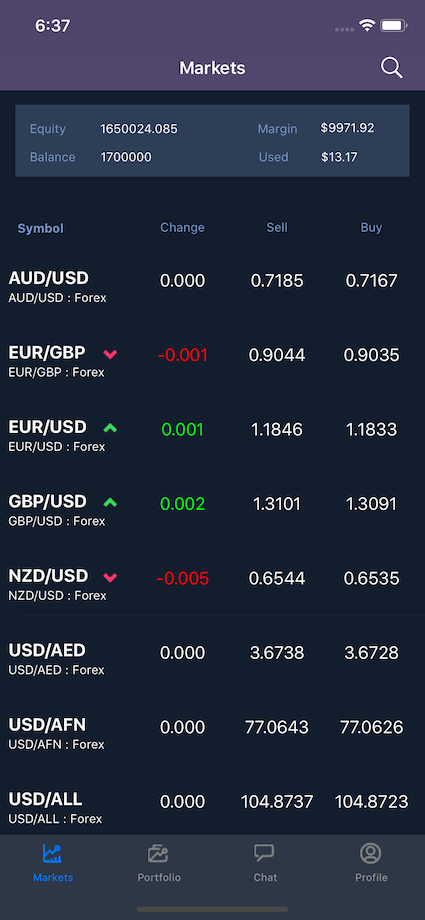 6:37
Markets
Equity 1650024.085 Margin $9971.92
Balance 1700000 Used $13.17
Symbol Change Sell Buy
AUD/USD 0.000 0.7185 0.7167
AUD/USD : Forex
EUR/GBP -0.001 0.9044 0.9035
EUR/GBP : Forex
EUR/USD 0.001 1.1846 1.1833
EUR/USD : Forex
GBP/USD 0.002 1.3101 1.3091
GBP/USD : Forex
NZD/USD -0.005 0.6544 0.6535
NZD/USD : Forex
USD/AED 0.000 3.6738 3.6728
USD/AED : Forex
USD/AFN 0.000 77.0643 77.0626
USD/AFN : Forex
USD/ALL 0.000 104.8737 104.8723
USD/ALL : Forex
Markets Portfolio Chat Profile